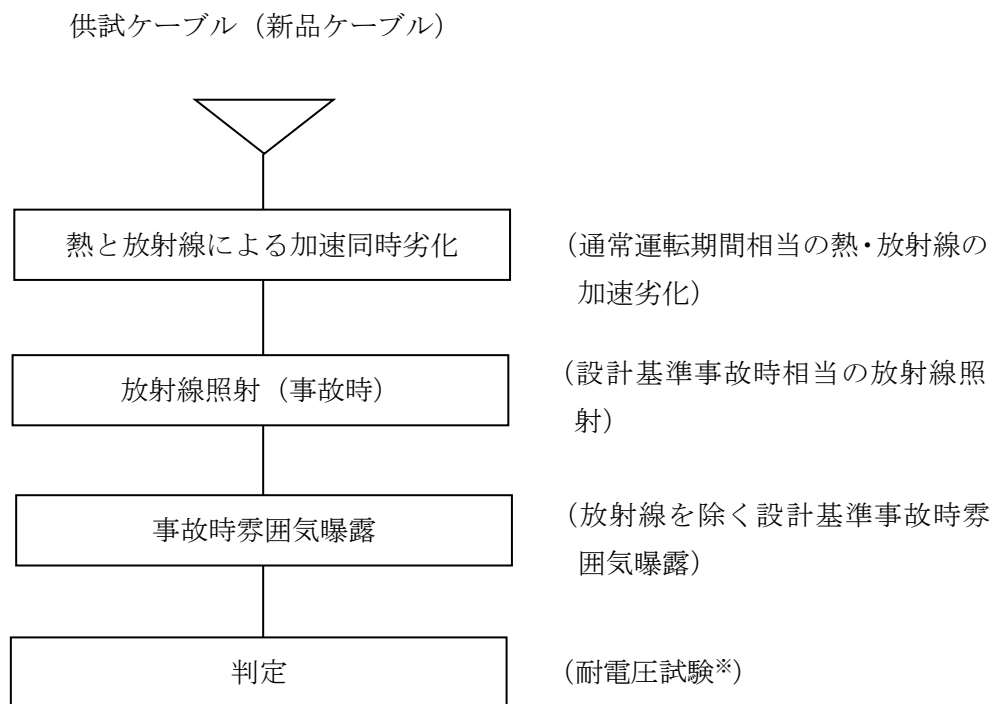 供試ケーブル（新品ケーブル）
熱と放射線による加速同時劣化
（通常運転期間相当の熱・放射線の
加速劣化）
放射線照射（事故時）
（設計基準事故時相当の放射線照
射）
事故時雰囲気曝露
（放射線を除く設計基準事故時雰
囲気曝露）
判定
（耐電圧試験※）